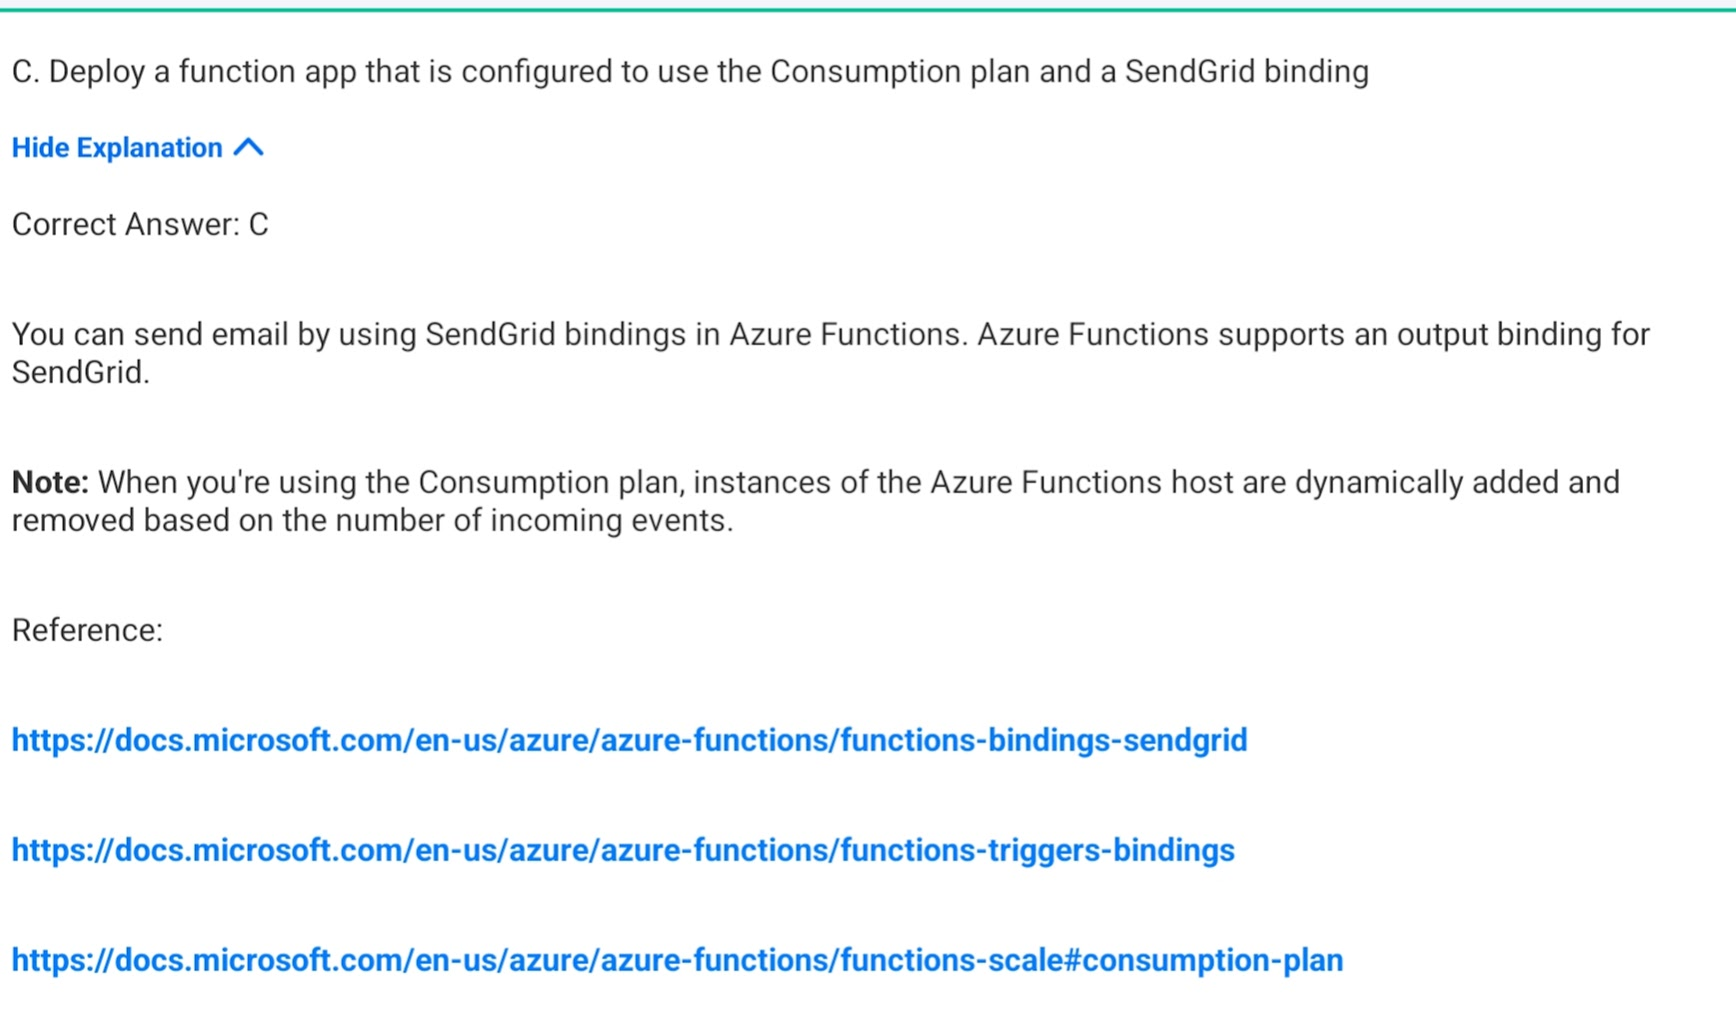 C. Deploy a function app that is configured to use the Consumption plan and a SendGrid binding
Hide Explanation
Correct Answer: C
You can send email by using SendGrid bindings in Azure Functions. Azure Functions supports an output binding for
SendGrid.
Note: When you're using the Consumption plan, instances of the Azure Functions host are dynamically added and
removed based on the number of incoming events.
Reference:
https://docs.microsoft.com/en-us/azure/azure-functions/functions-bindings-sendgrid
https://docs.microsoft.com/en-us/azure/azure-functions/functions-triggers-bindings
https://docs.microsoft.com/en-us/azure/azure-functions/functions-scale#consumption-plan